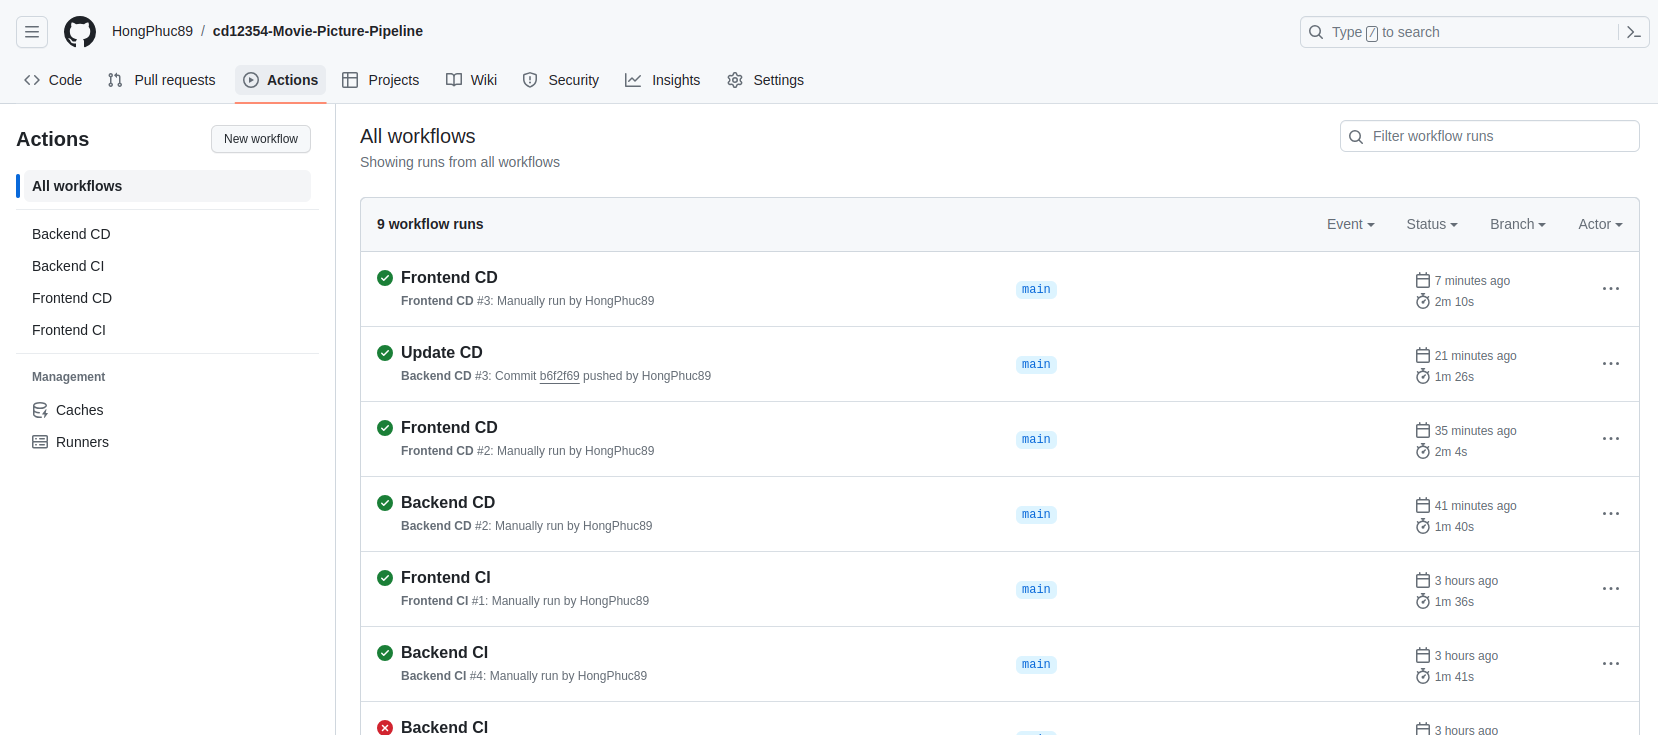 HongPhuc89 / cd12354-Movie-Picture-Pipeline
Type / to search
Code Pull requests Actions Projects Wiki Security Insights Settings
Actions
New workflow
All workflows
Backend CD
Backend CI
Frontend CD
Frontend CI
Management
Caches
Runners
All workflows
Showing runs from all workflows
Filter workflow runs
9 workflow runs
Event Status Branch Actor
Frontend CD
Frontend CD #3: Manually run by HongPhuc89
main
7 minutes ago
2m 10s
Update CD
Backend CD #3: Commit b6f2f69 pushed by HongPhuc89
main
21 minutes ago
1m 26s
Frontend CD
Frontend CD #2: Manually run by HongPhuc89
main
35 minutes ago
2m 4s
Backend CD
Backend CD #2: Manually run by HongPhuc89
main
41 minutes ago
1m 40s
Frontend CI
Frontend CI #1: Manually run by HongPhuc89
main
3 hours ago
1m 36s
Backend CI
Backend CI #4: Manually run by HongPhuc89
main
3 hours ago
1m 41s
Backend CI
3 hours ago